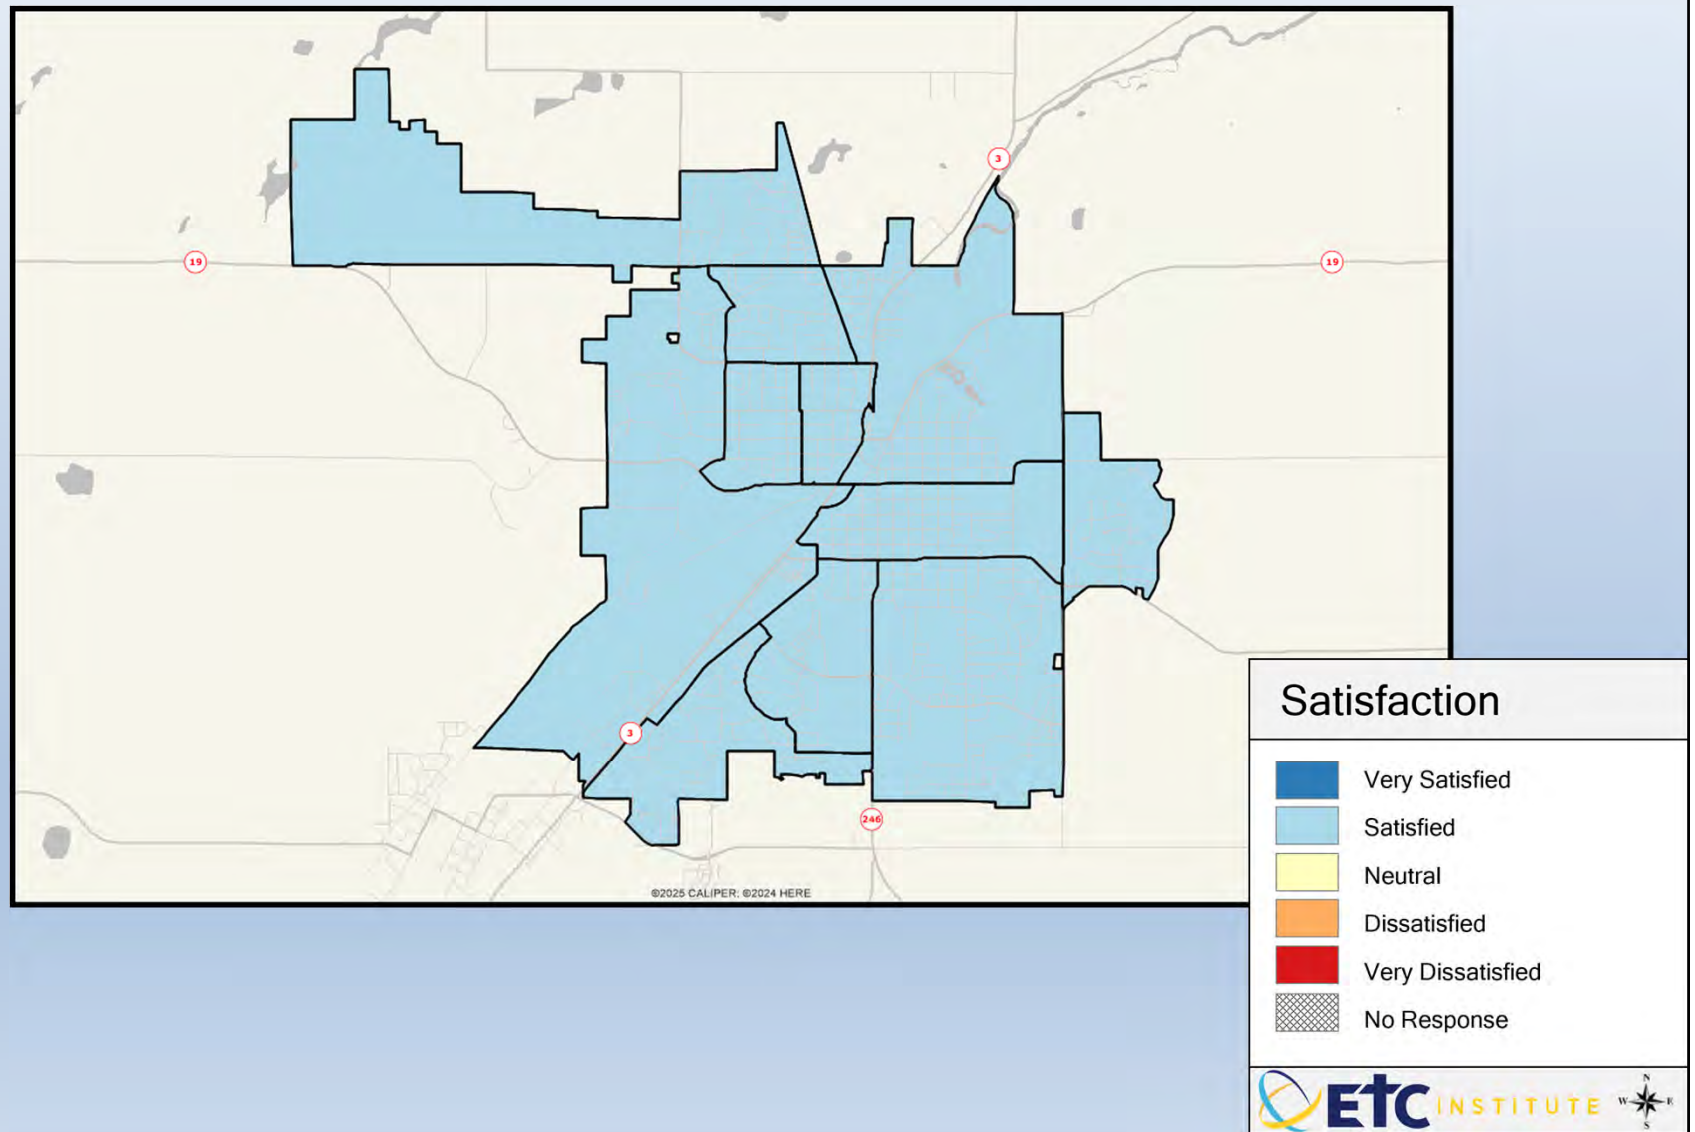 3
19
19
3
246
©2025 CALIPER; ©2024 HERE
Satisfaction
Very Satisfied
Satisfied
Neutral
Dissatisfied
Very Dissatisfied
No Response
N
W E
S
ETC INSTITUTE